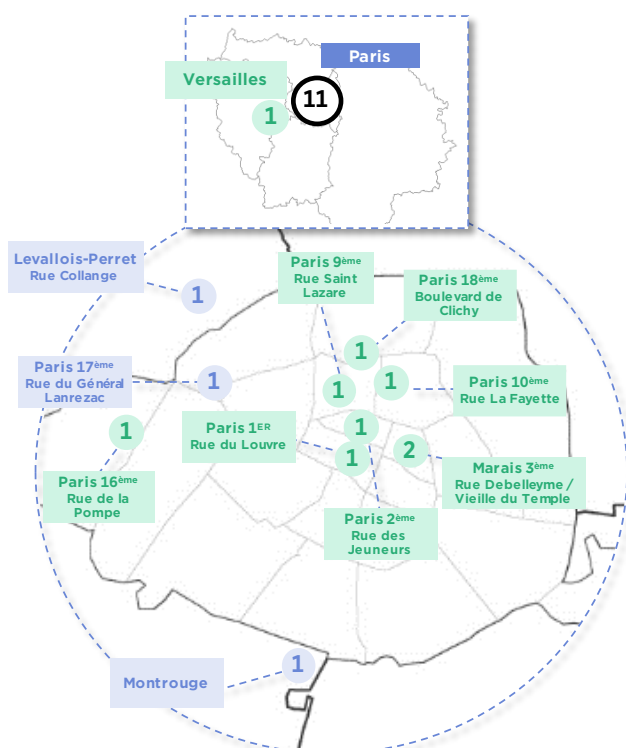 Paris
Versailles
11
1
Levallois-Perret
Rue Collange
1
Paris 9ème
Rue Saint
Lazare
Paris 18ème
Boulevard de
Clichy
1
Paris 17ème
Rue du Général
Lanrezac
1
1
1
Paris 10ème
Rue La Fayette
1
Paris 1ER
Rue du Louvre
1
1
2
Paris 16ème
Rue de la
Pompe
Marais 3ème
Rue Debelleyme /
Vieille du Temple
Paris 2ème
Rue des
Jeuneurs
1
Montrouge